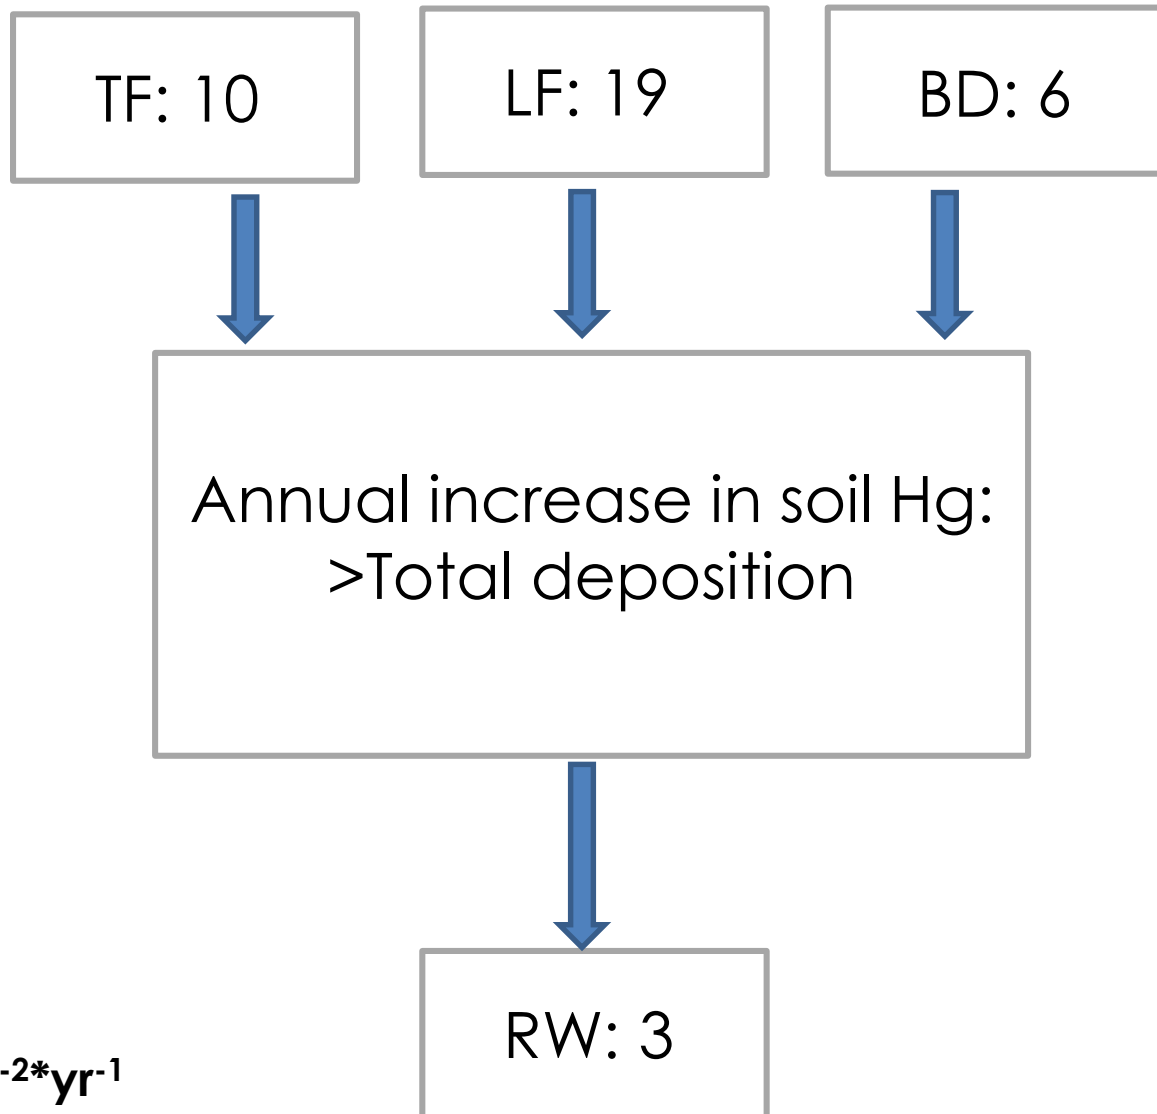 TF: 10
LF: 19
BD: 6
Annual increase in soil Hg:
>Total deposition
RW: 3
-2*yr-1